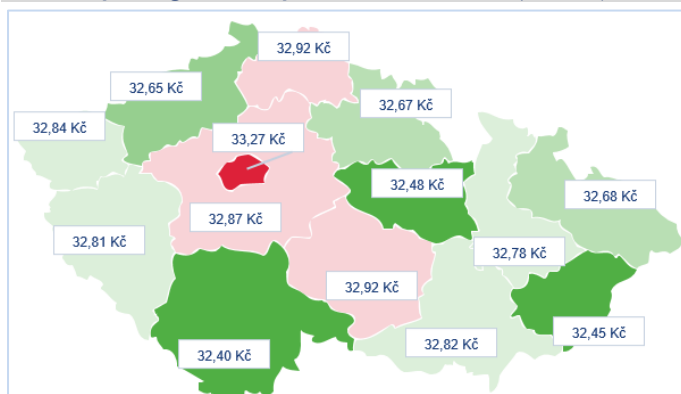 32,92 Kč
32,65 Kč
32,67 Kč
32,84 Kč
33,27 Kč
32,48 Kč
32,68 Kč
32,87 Kč
32,81 Kč
32,78 Kč
32,92 Kč
32,45 Kč
32,82 Kč
32,40 Kč